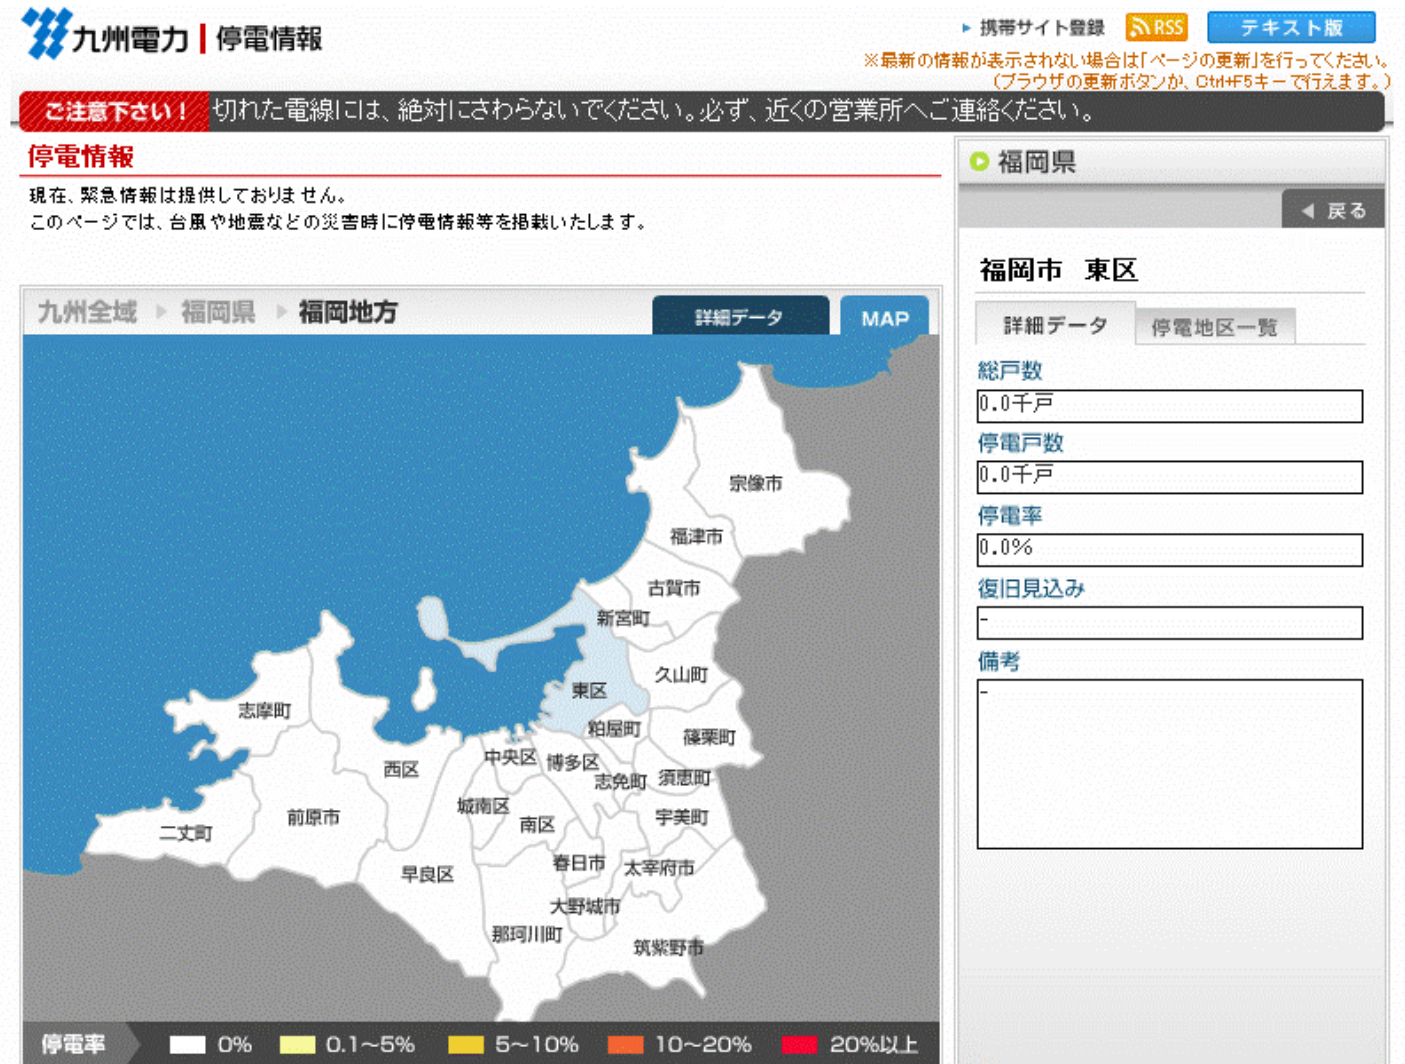 九州電力 停電情報
携帯サイト登録 RSS テキスト版
※最新の情報が表示されない場合は「ページの更新」を行ってください。
(ブラウザの更新ボタンか、Ctrl+F5キーで行えます。)
ご注意下さい! 切れた電線には、絶対にさわらないでください。必ず、近くの営業所へご連絡ください。
停電情報
現在、緊急情報は提供しておりません。
このページでは、台風や地震などの災害時に停電情報等を掲載いたします。
九州全域 福岡県 福岡地方
詳細データ MAP
宗像市
福津市
古賀市
新宮町
久山町
東区
志摩町
粕屋町
篠栗町
中央区
博多区
西区
志免町
須恵町
城南区
前原市
南区
宇美町
二丈町
春日市
太宰府市
早良区
大野城市
那珂川町
筑紫野市
停電率 0% 0.1～5% 5～10% 10～20% 20%以上
福岡県
戻る
福岡市 東区
詳細データ 停電地区一覧
総戸数
0.0千戸
停電戸数
0.0千戸
停電率
0.0%
復旧見込み
-
備考
-